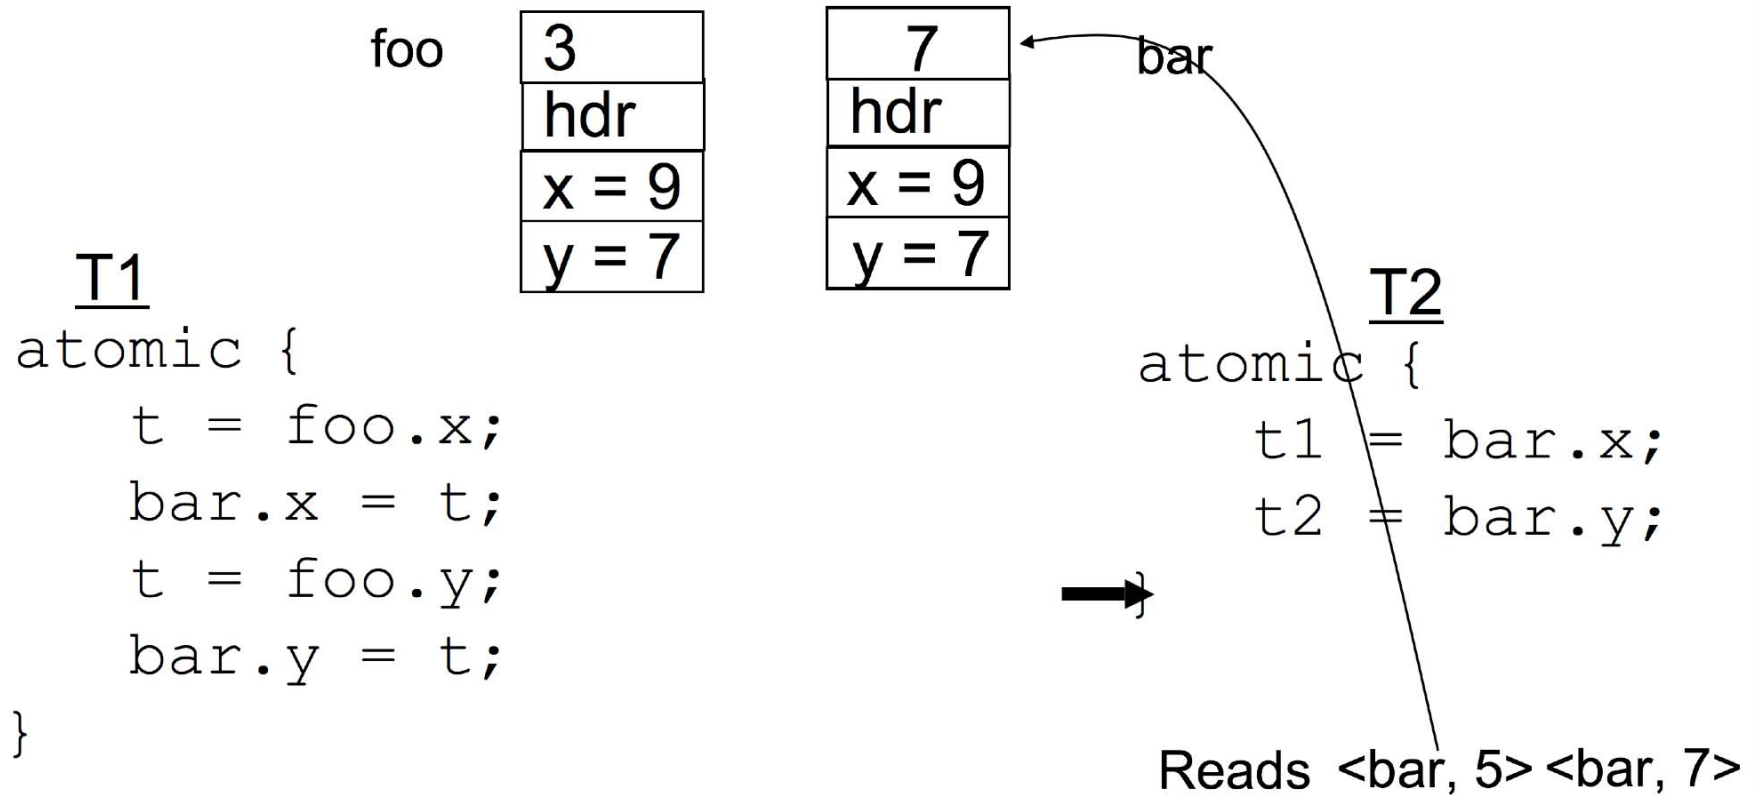 foo
3
hdr
x = 9
y = 7
7
hdr
x = 9
y = 7
bar
T1
atomic {
t = foo.x;
bar.x = t;
t = foo.y;
bar.y = t;
}
T2
atomic {
t1 = bar.x;
t2 = bar.y;
}
Reads <bar, 5> <bar, 7>